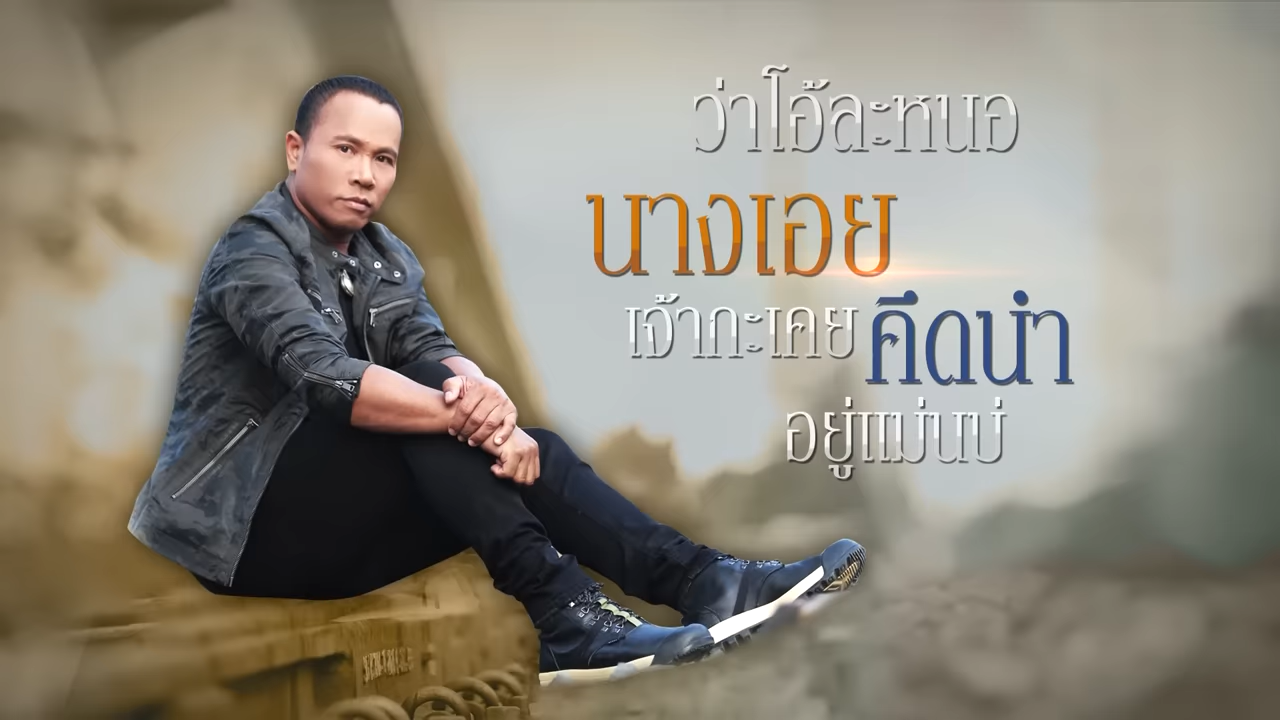 ว่าโอ้ละหนอ
นางเอย
เจ้ากะเคย คึดนำ
อยู่แม่นบ่